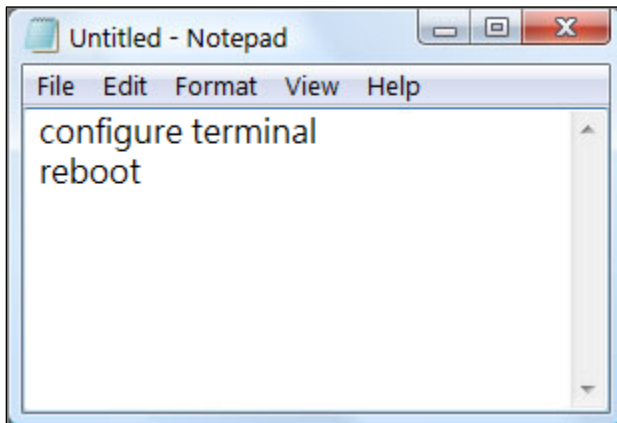 Untitled - Notepad
File Edit Format View Help
configure terminal
reboot